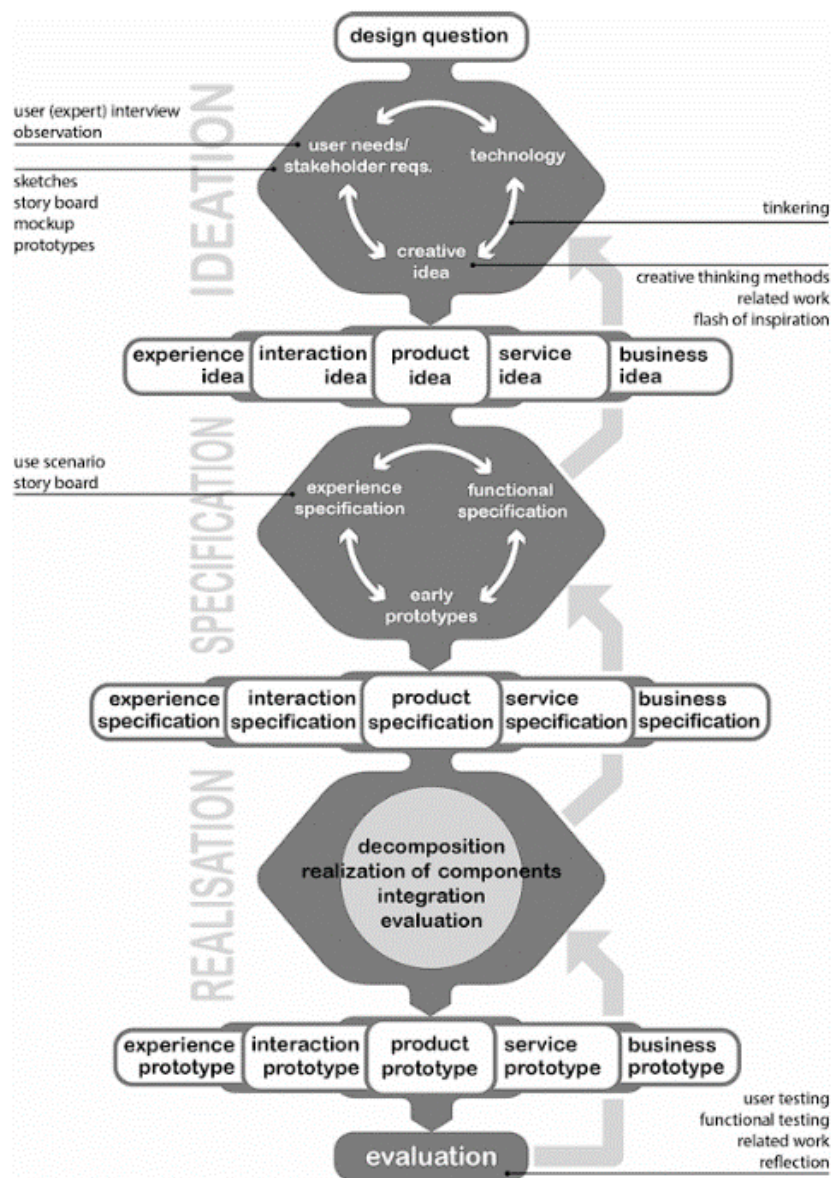 design question
IDEATION
user (expert) interview
observation
user needs/
stakeholder reqs.
technology
sketches
story board
mockup
prototypes
tinkering
creative
idea
creative thinking methods
related work
flash of inspiration
experience
idea
interaction
idea
product
idea
service
idea
business
idea
SPECIFICATION
use scenario
story board
experience
specification
functional
specification
early
prototypes
experience
specification
interaction
specification
product
specification
service
specification
business
specification
REALISATION
decomposition
realization of components
integration
evaluation
experience
prototype
interaction
prototype
product
prototype
service
prototype
business
prototype
user testing
functional testing
related work
reflection
evaluation